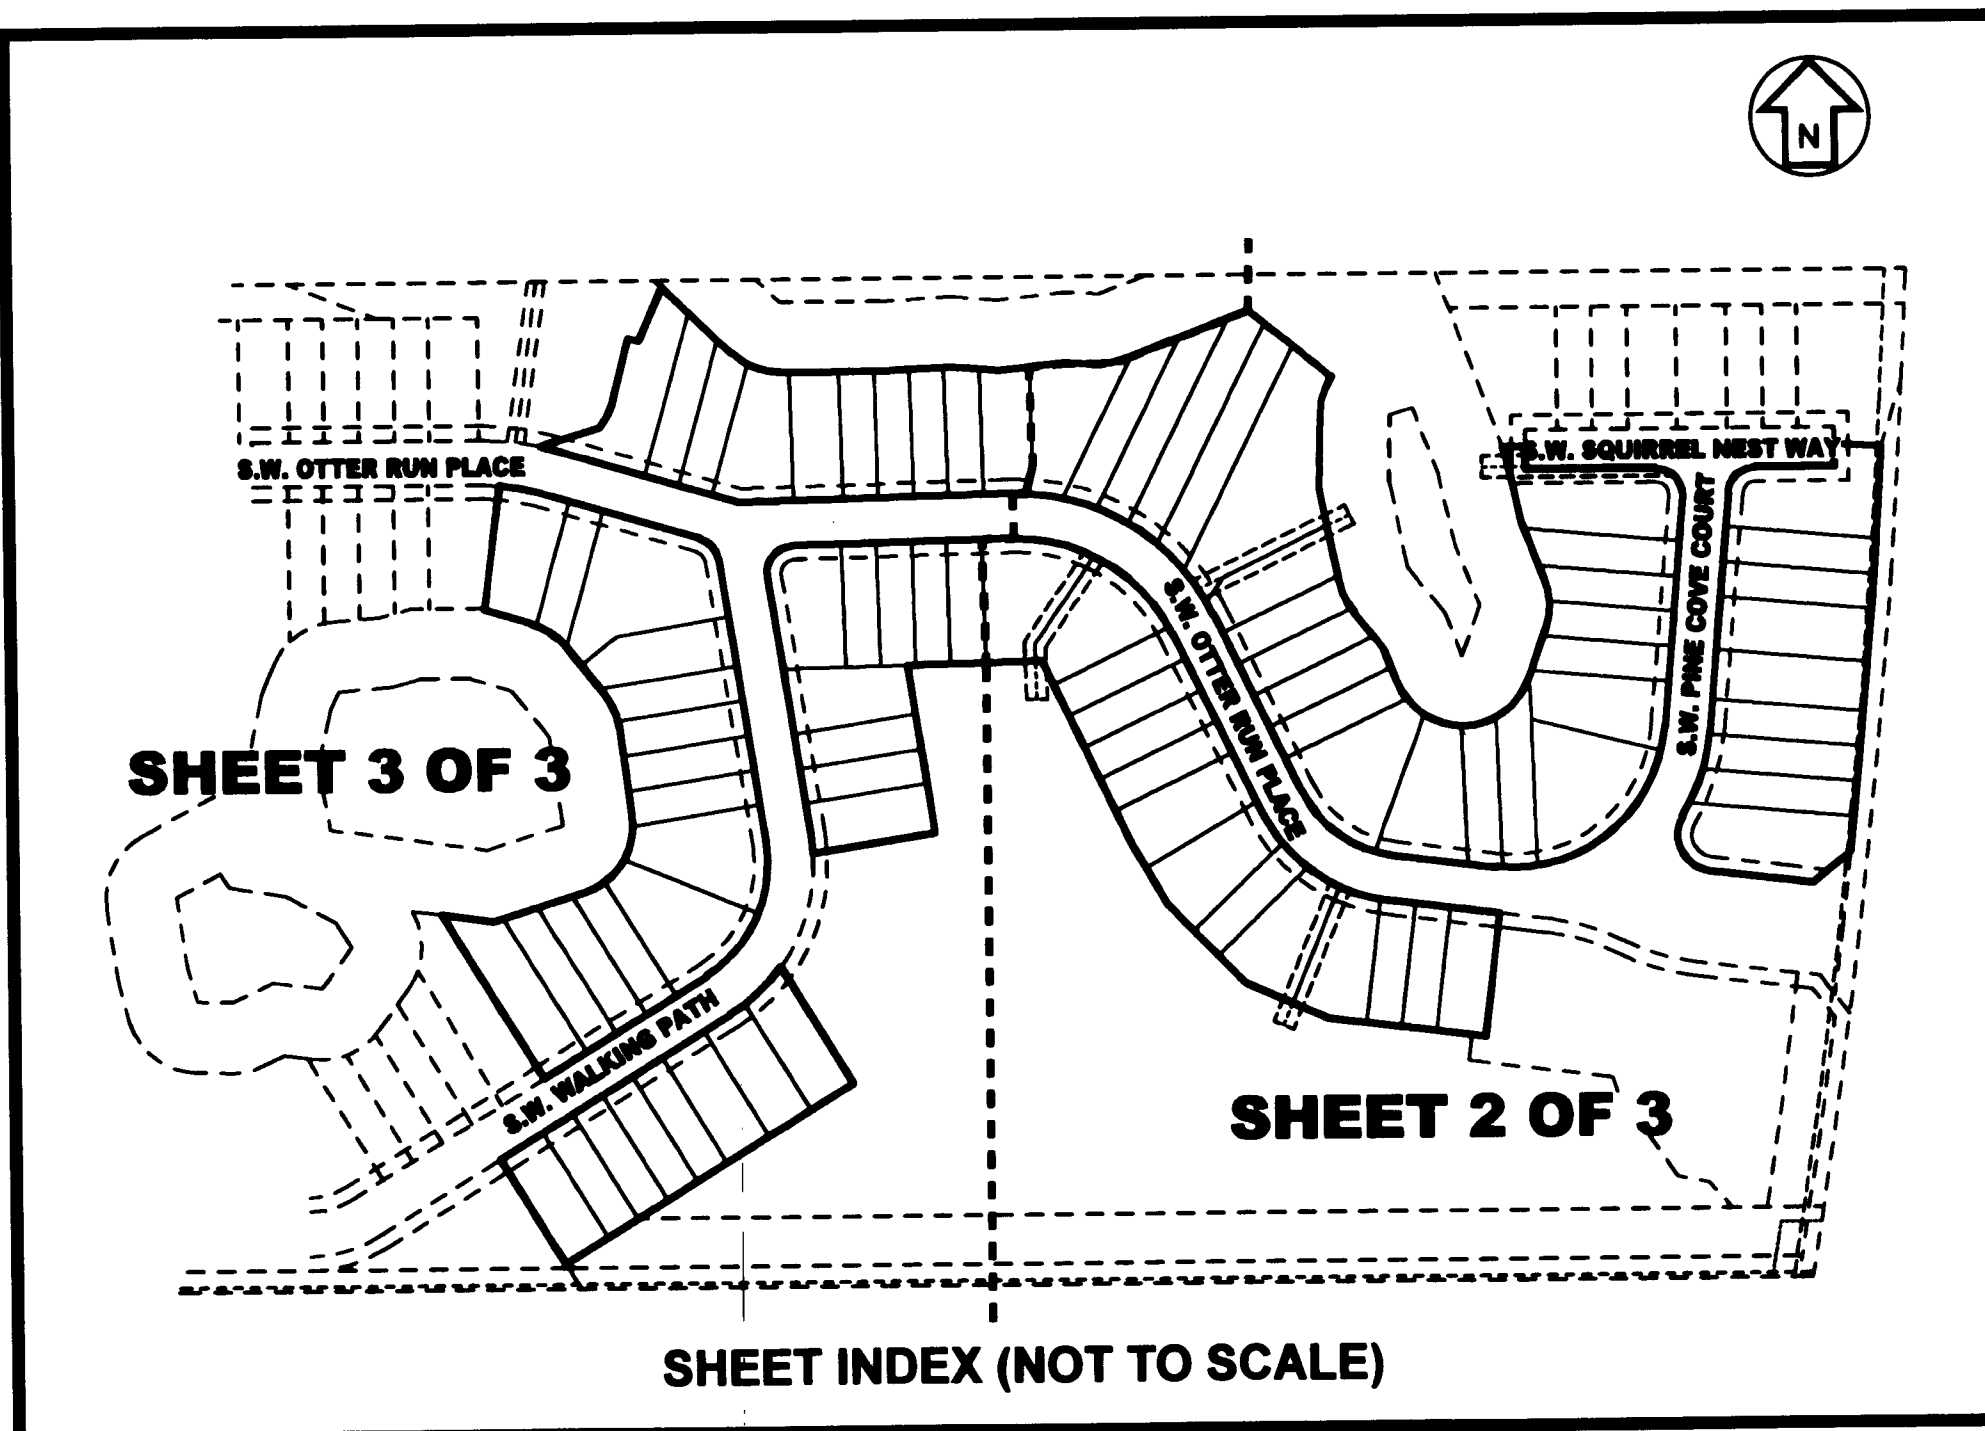 N
S.W. OTTER RUN PLACE
S.W. SQUIRREL NEST WAY
S.W. PINE COVE COURT
S.W. OTTER RUN PLACE
SHEET 3 OF 3
S.W. WALKING PATH
SHEET 2 OF 3
SHEET INDEX (NOT TO SCALE)